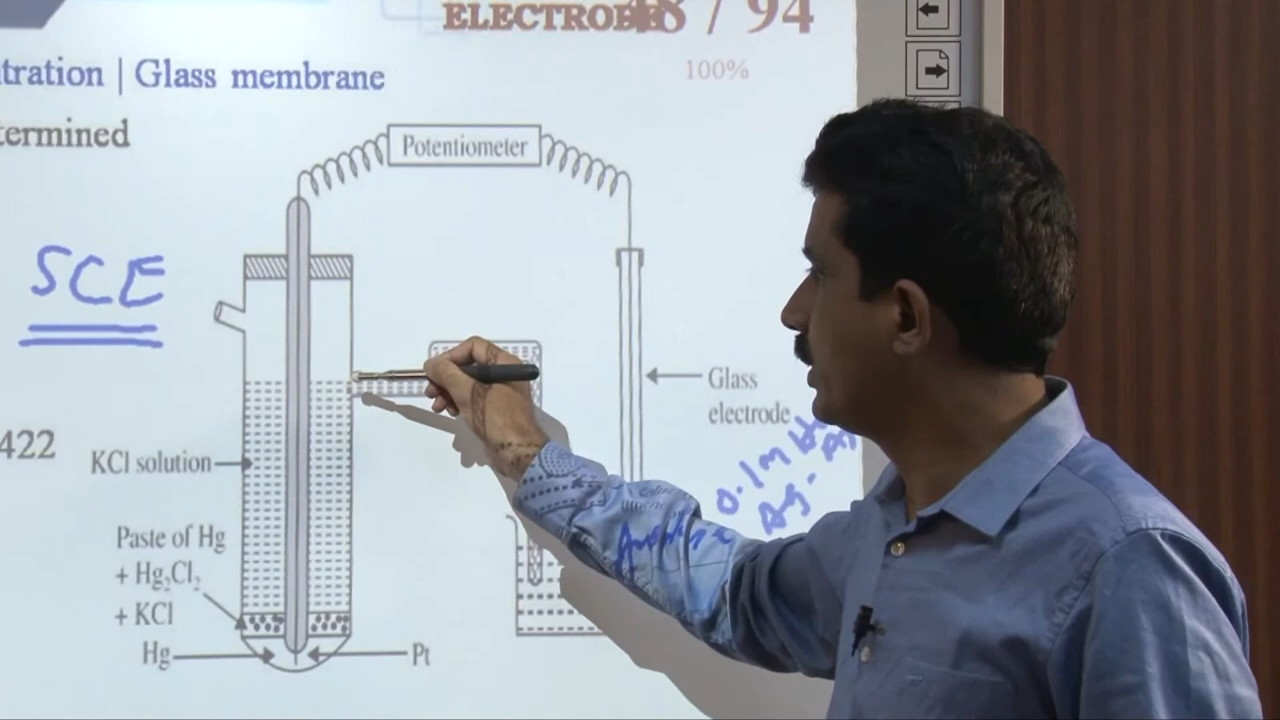 ELECTRODE
48 / 94
100%
tration | Glass membrane
termined
Potentiometer
SCE
Glass
electrode
0.1M
Ag-
422
KCl solution
Paste of Hg
+ Hg₂Cl₂
+ KCl
Hg
Pt